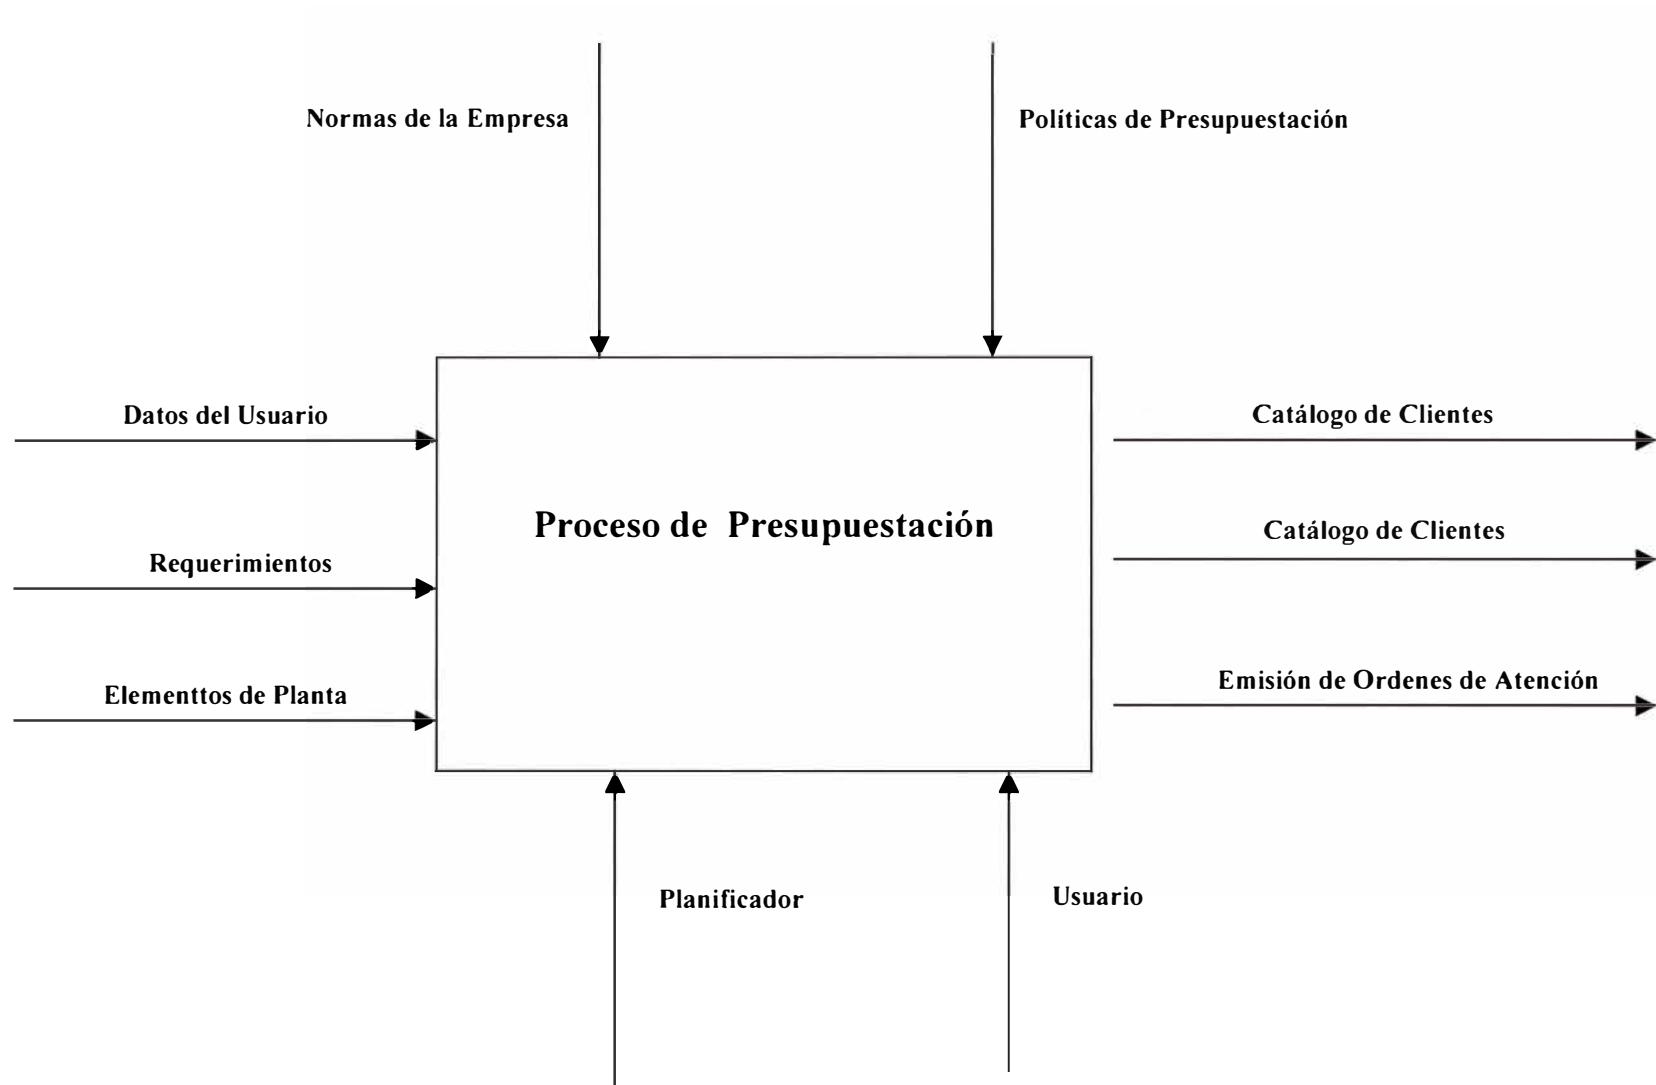 Normas de la Empresa
Políticas de Presupuestación
Datos del Usuario
Catálogo de Clientes
Proceso de Presupuestación
Catálogo de Clientes
Requerimientos
Emisión de Ordenes de Atención
Elementtos de Planta
Planificador
Usuario